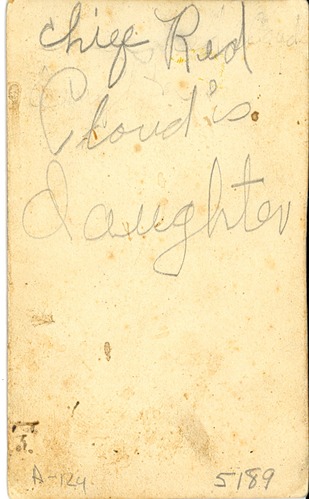 chief Red
Cloud's
daughter
A-124
5189